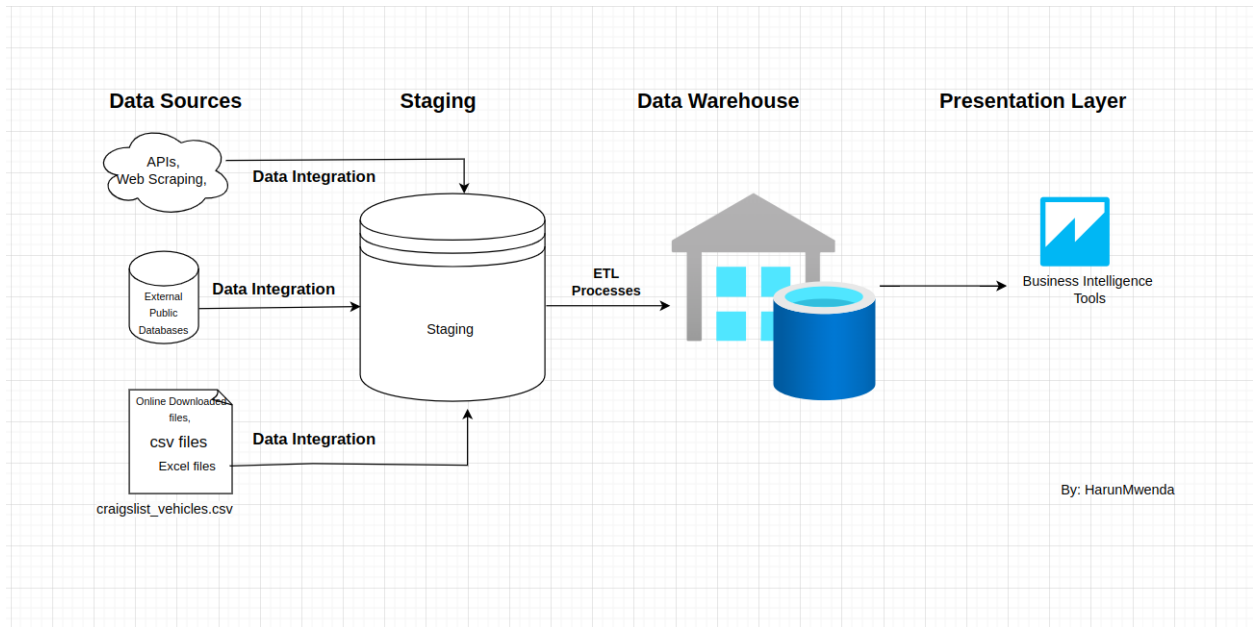 Data Sources
Staging
Data Warehouse
Presentation Layer
APIs,
Web Scraping,
Data Integration
External
Public
Databases
Data Integration
Staging
ETL
Processes
Business Intelligence
Tools
Online Downloaded
files,
csv files
Excel files
Data Integration
craigslist_vehicles.csv
By: HarunMwenda